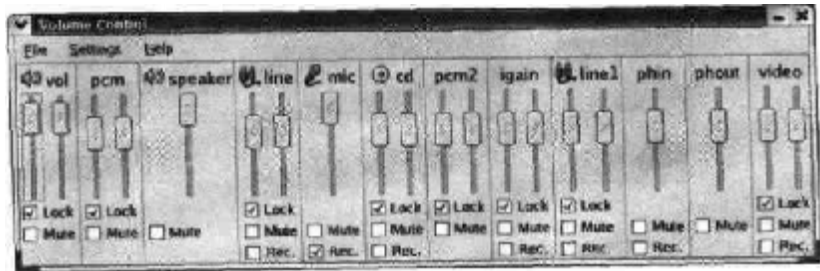 Volume Control
File Settings Help
vol pcm speaker line mic cd pcm2 igain line1 phin phout video
Lock Lock Lock Lock Lock Lock Lock Lock
Mute Mute Mute Mute Mute Mute Mute Mute Mute Mute Mute Mute
Rec. Rec. Rec. Rec. Rec. Rec. Rec.